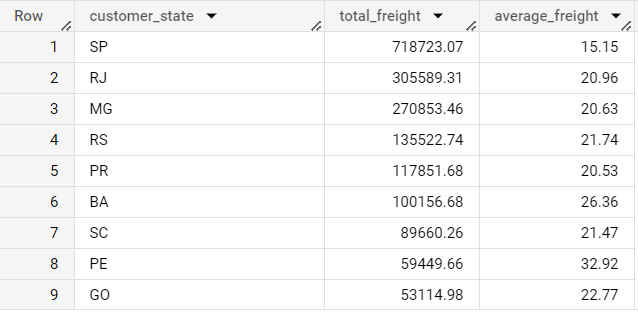 Row customer_state total_freight average_freight
1 SP 718723.07 15.15
2 RJ 305589.31 20.96
3 MG 270853.46 20.63
4 RS 135522.74 21.74
5 PR 117851.68 20.53
6 BA 100156.68 26.36
7 SC 89660.26 21.47
8 PE 59449.66 32.92
9 GO 53114.98 22.77